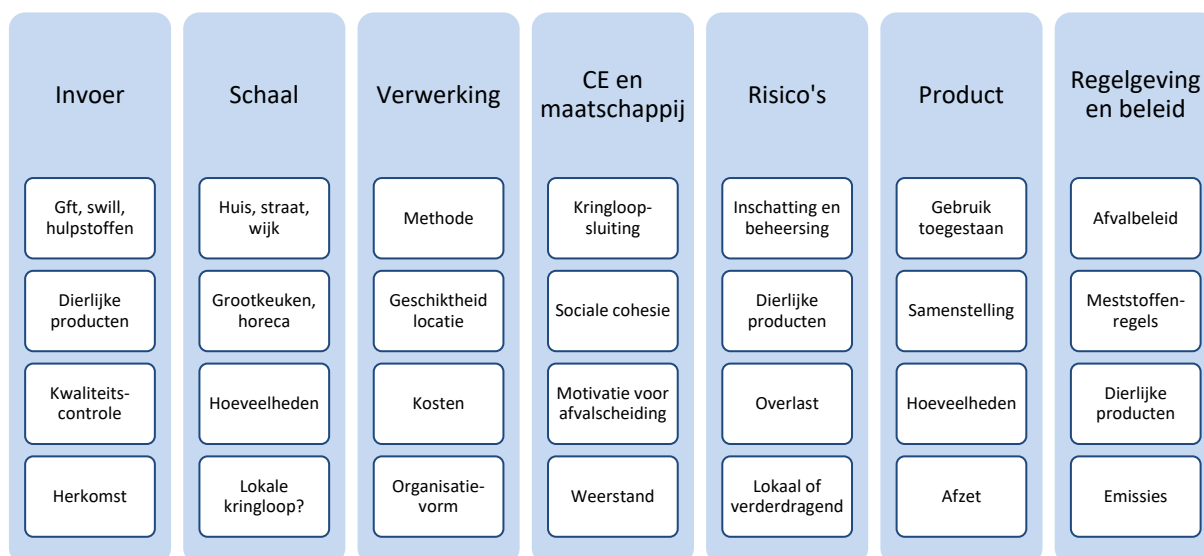 Invoer
Gft, swill,
hulpstoffen
Dierlijke
producten
Kwaliteits-
controle
Herkomst
Schaal
Huis, straat,
wijk
Grootkeuken,
horeca
Hoeveelheden
Lokale
kringloop?
Verwerking
Methode
Geschiktheid
locatie
Kosten
Organisatie-
vorm
CE en
maatschappij
Kringloop-
sluiting
Sociale cohesie
Motivatie voor
afvalscheiding
Weerstand
Risico's
Inschatting en
beheersing
Dierlijke
producten
Overlast
Lokaal of
verderdragend
Product
Gebruik
toegestaan
Samenstelling
Hoeveelheden
Afzet
Regelgeving
en beleid
Afvalbeleid
Meststoffen-
regels
Dierlijke
producten
Emissies